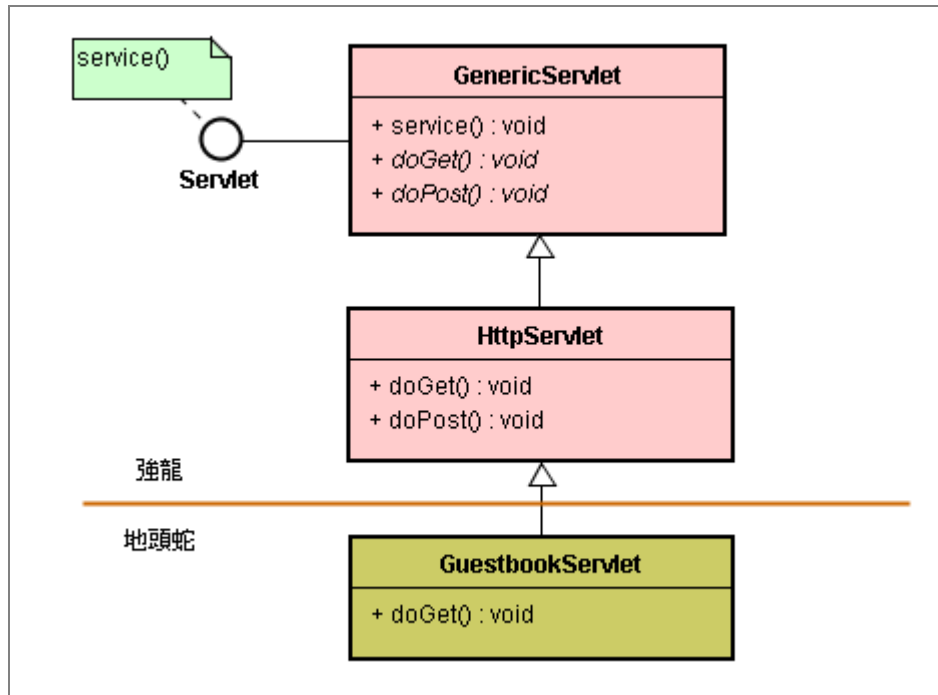 service()
GenericServlet
+ service() : void
+ doGet() : void
+ doPost() : void
Servlet
HttpServlet
+ doGet() : void
+ doPost() : void
強龍
地頭蛇
GuestbookServlet
+ doGet() : void